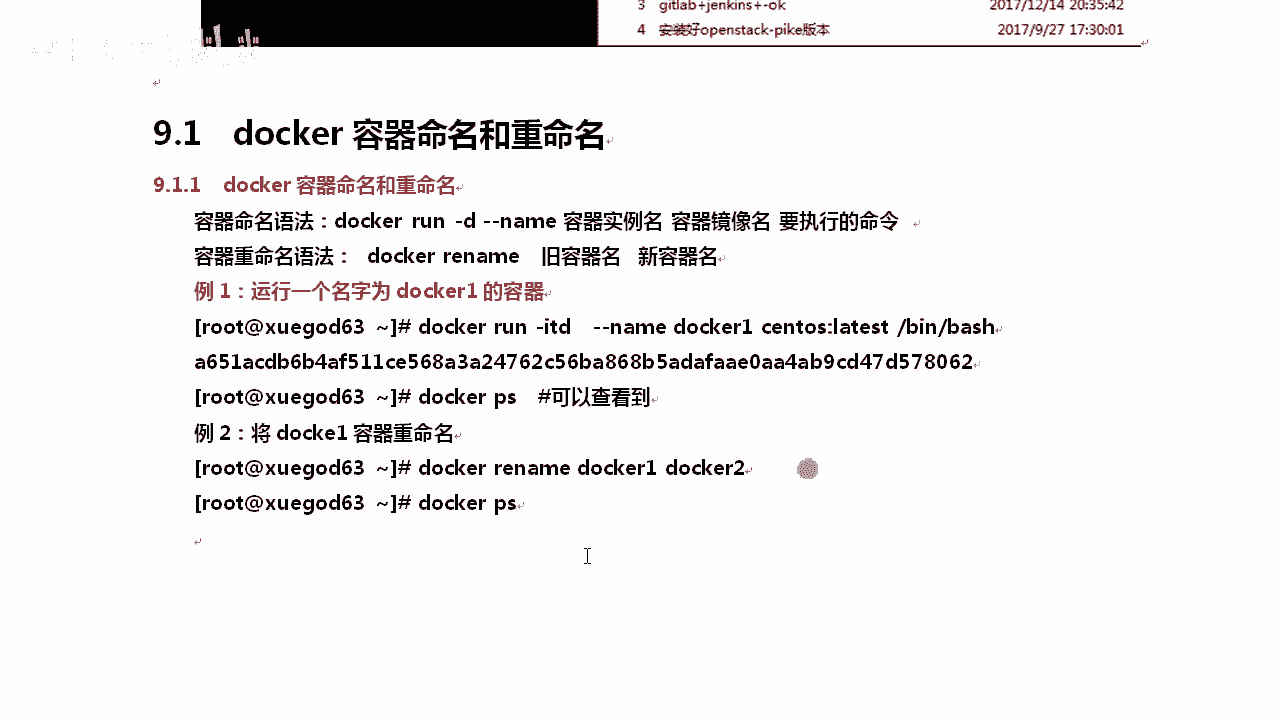 3 gitlab+jenkins+-ok 2017/12/14 20:35:42
4 安装好openstack-pike版本 2017/9/27 17:30:01
9.1 docker 容器命名和重命名
9.1.1 docker 容器命名和重命名
容器命名语法：docker run -d --name 容器实例名 容器镜像名 要执行的命令
容器重命名语法： docker rename 旧容器名 新容器名
例 1：运行一个名字为 docker1 的容器
[root@xuegod63 ~]# docker run -itd --name docker1 centos:latest /bin/bash
a651acdb6b4af511ce568a3a24762c56ba868b5adafaae0aa4ab9cd47d578062
[root@xuegod63 ~]# docker ps #可以查看到
例 2：将 docke1 容器重命名
[root@xuegod63 ~]# docker rename docker1 docker2
[root@xuegod63 ~]# docker ps